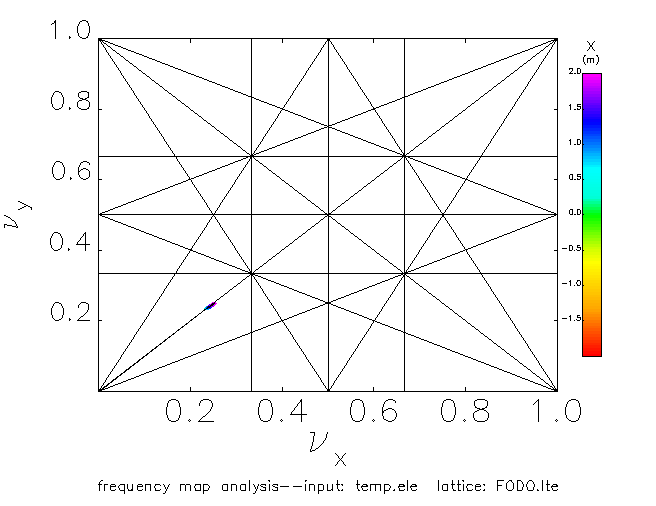 1.0
0.8
0.6
0.4
0.2
ν y
0.2 0.4 0.6 0.8 1.0
ν x
X
(m)
2.0
1.5
1.0
0.5
0.0
-0.5
-1.0
-1.5
frequency map analysis--input: temp.ele lattice: FODO.lte